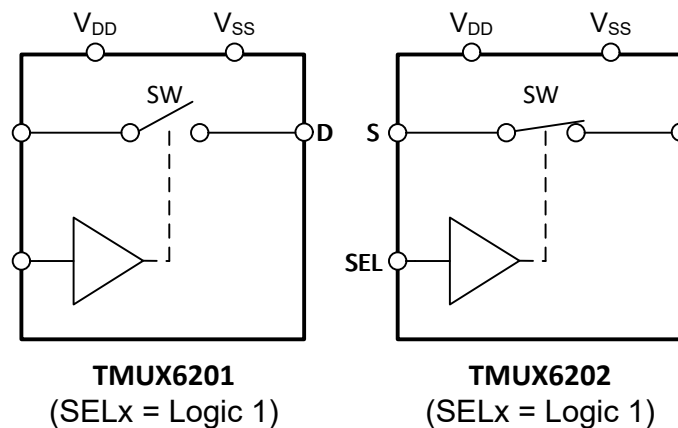 VDD VSS
SW
D
TMUX6201
(SELx = Logic 1)
VDD VSS
SW
S
SEL
TMUX6202
(SELx = Logic 1)